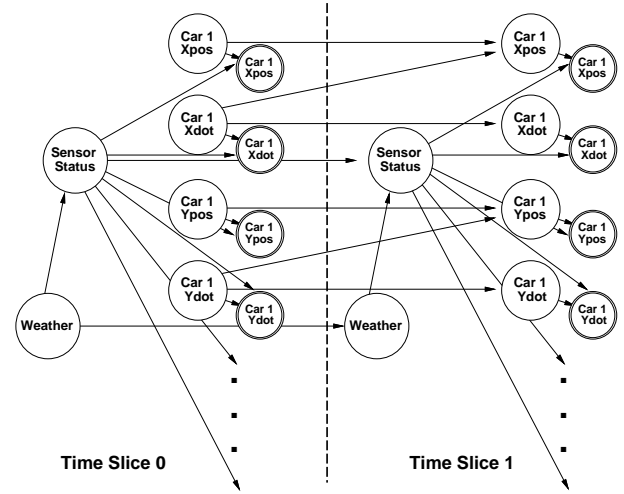 Car 1
Xpos
Car 1
Xpos
Car 1
Xdot
Car 1
Xdot
Sensor
Status
Car 1
Ypos
Car 1
Ypos
Car 1
Ydot
Car 1
Ydot
Weather
Time Slice 0
Car 1
Xpos
Car 1
Xpos
Car 1
Xdot
Car 1
Xdot
Sensor
Status
Car 1
Ypos
Car 1
Ypos
Car 1
Ydot
Car 1
Ydot
Weather
Time Slice 1